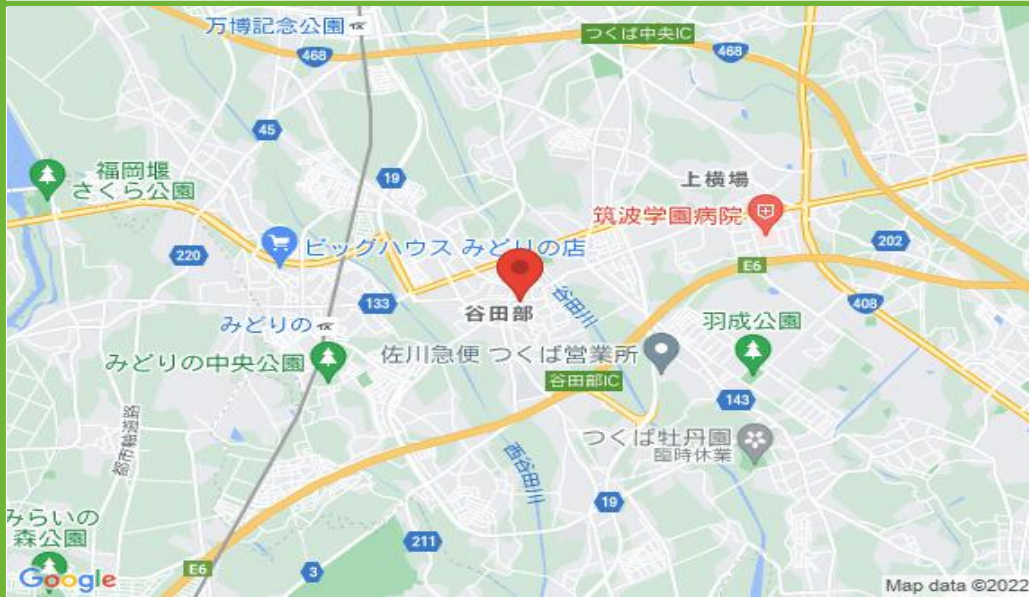 万博記念公園
468
つくば中央IC
468
45
福岡堰
さくら公園
19
上横場
筑波学園病院
220
ビッグハウス みどりの店
202
E6
谷田川
133
谷田部
408
みどりの
羽成公園
みどりの中央公園
佐川急便 つくば営業所
谷田部IC
143
都市軸道路
つくば牡丹園
臨時休業
西谷田川
19
みらいの
森公園
211
E6
3
Google
Map data ©2022